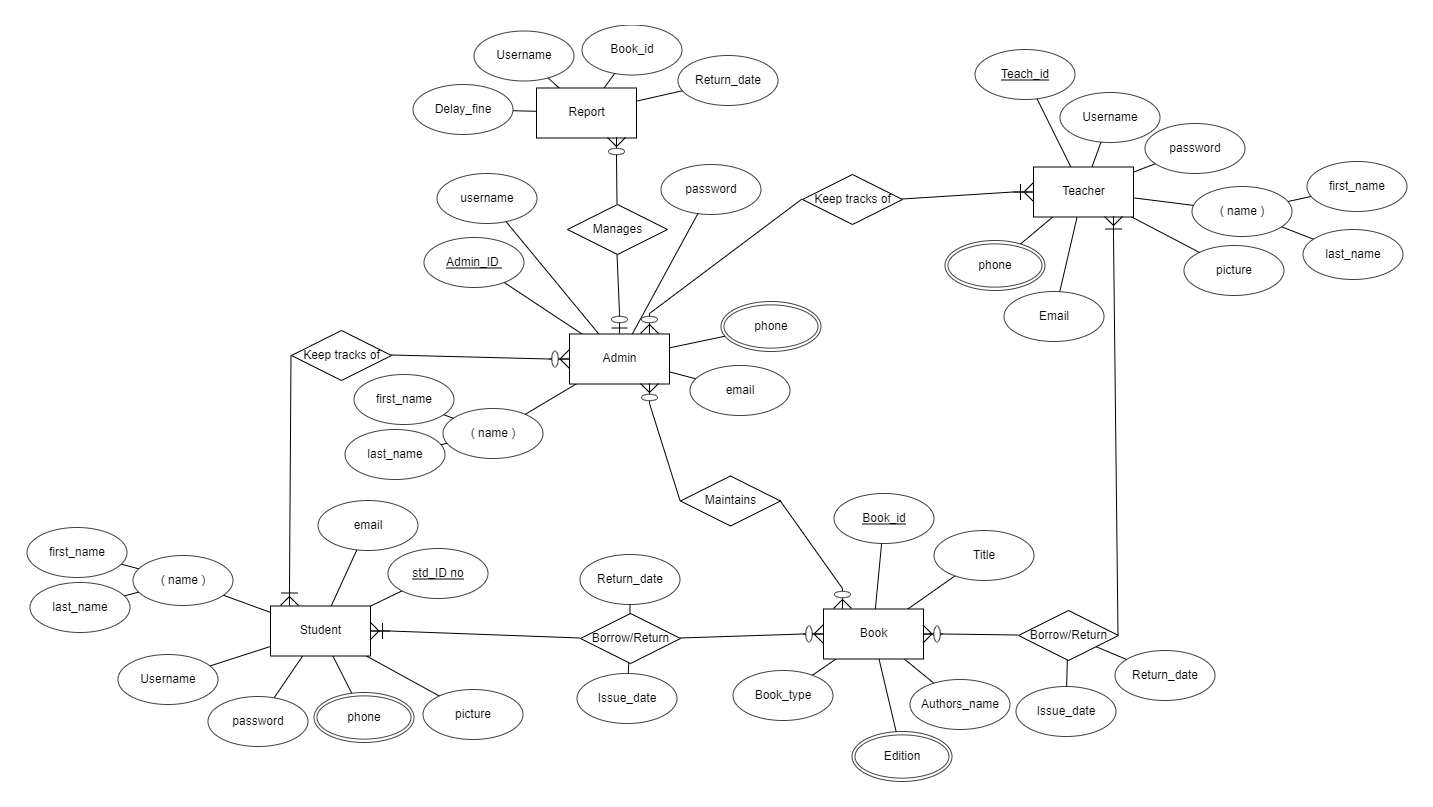 Username
Book_id
Return_date
Delay_fine
Report
Teach_id
Username
password
Teacher
( name )
first_name
last_name
phone
Email
picture
Keep tracks of
username
password
Manages
Admin_ID
Admin
phone
email
Keep tracks of
first_name
last_name
( name )
Maintains
email
std_ID no
first_name
last_name
( name )
Student
Username
password
phone
picture
Return_date
Borrow/Return
Issue_date
Book_id
Title
Book
Book_type
Authors_name
Edition
Borrow/Return
Return_date
Issue_date